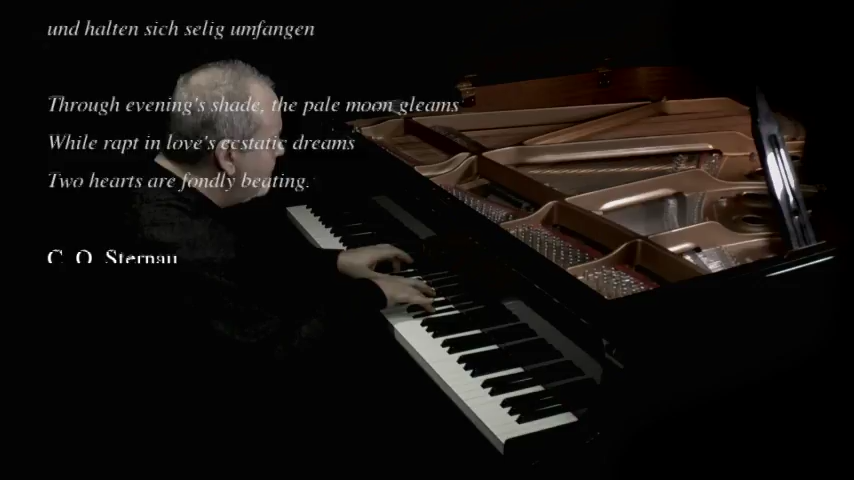 und halten sich selig umfangen
Through evening's shade, the pale moon gleams
While rapt in love's ecstatic dreams
Two hearts are fondly beating.
C. O. Sternau